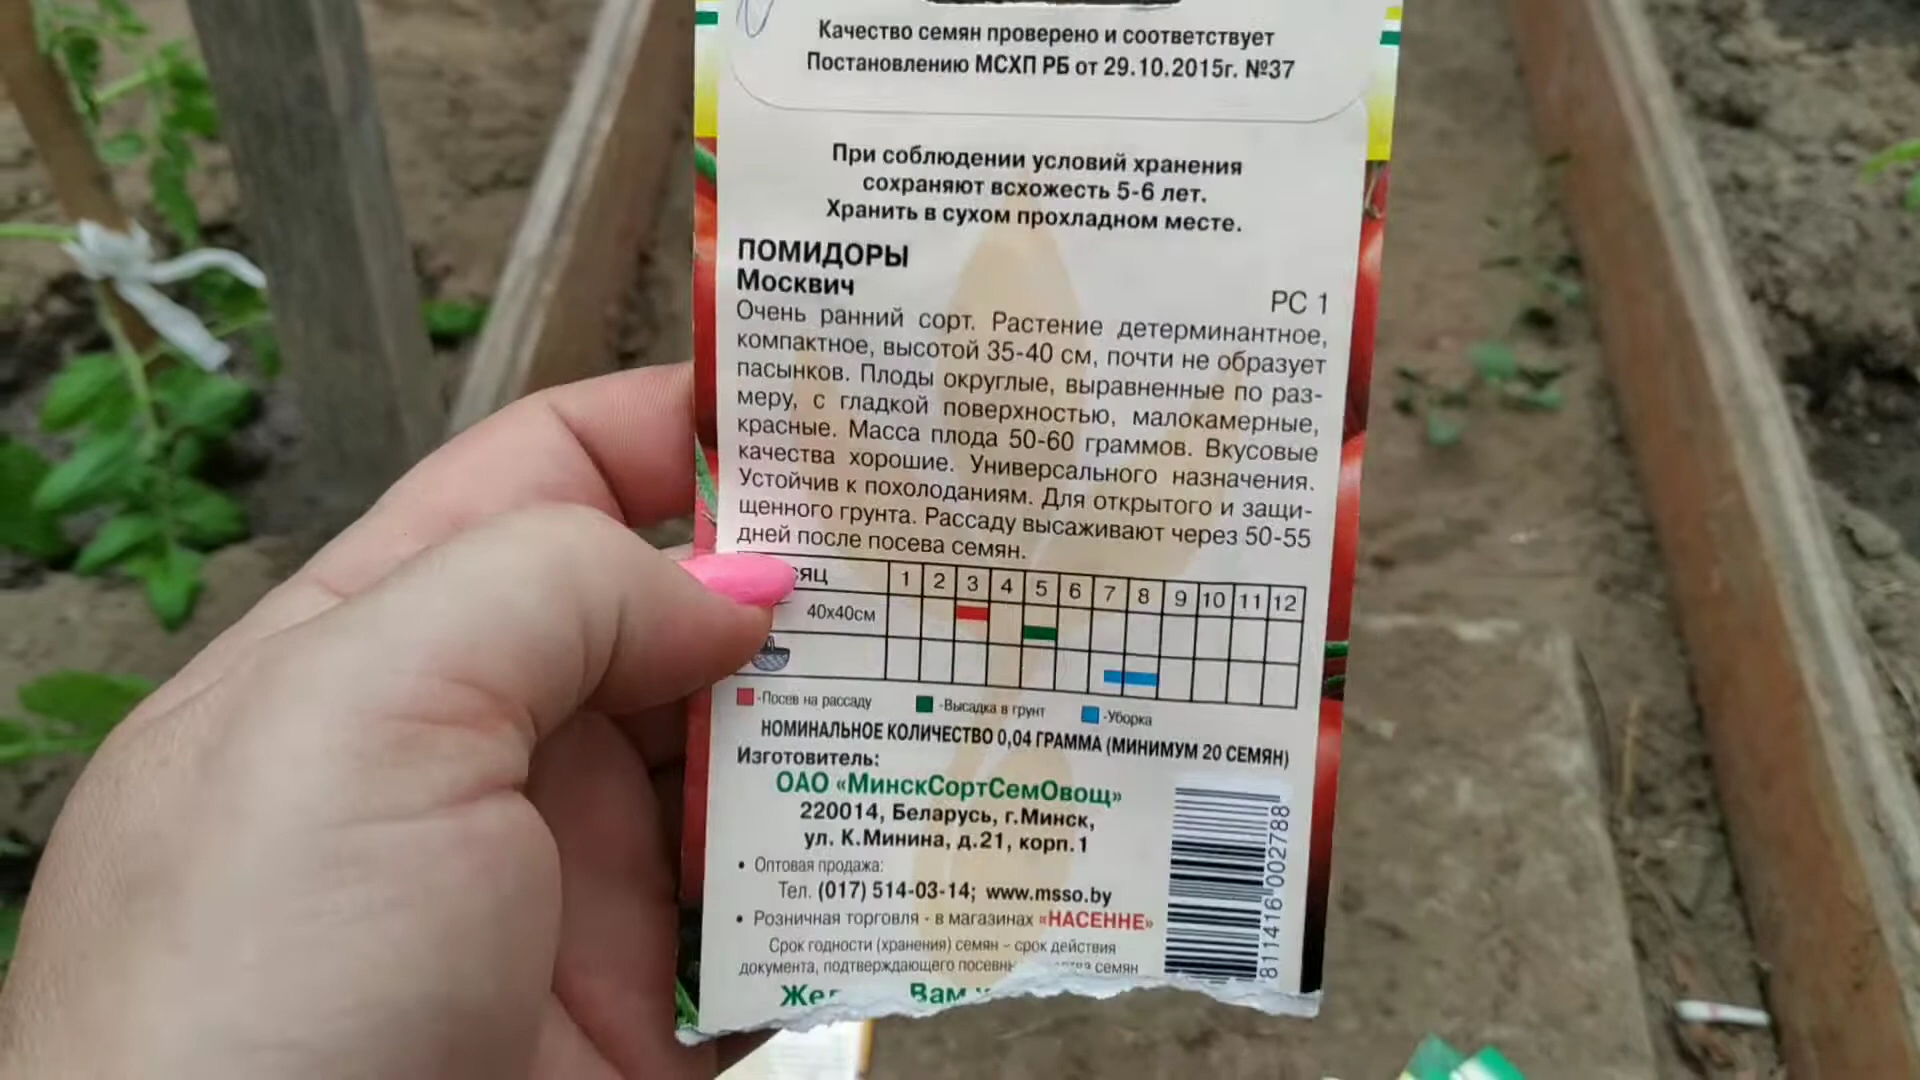 Качество семян проверено и соответствует
Постановлению МСХП РБ от 29.10.2015г. №37
При соблюдении условий хранения
сохраняют всхожесть 5-6 лет.
Хранить в сухом прохладном месте.
ПОМИДОРЫ
Москвич РС 1
Очень ранний сорт. Растение детерминантное,
компактное, высотой 35-40 см, почти не образует
пасынков. Плоды округлые, выравненные по раз-
меру, с гладкой поверхностью, малокамерные,
красные. Масса плода 50-60 граммов. Вкусовые
качества хорошие. Универсального назначения.
Устойчив к похолоданиям. Для открытого и защи-
щенного грунта. Рассаду высаживают через 50-55
дней после посева семян.
1 2 3 4 5 6 7 8 9 10 11 12
40х40см
-Посев на рассаду -Высадка в грунт -Уборка
НОМИНАЛЬНОЕ КОЛИЧЕСТВО 0,04 ГРАММА (МИНИМУМ 20 СЕМЯН)
Изготовитель:
ОАО «МинскСортСемОвощ»
220014, Беларусь, г.Минск,
ул. К.Минина, д.21, корп.1
• Оптовая продажа:
Тел. (017) 514-03-14; www.msso.by
• Розничная торговля - в магазинах «НАСЕННЕ»
Срок годности (хранения) семян – срок действия
документа, подтверждающего семян
Вам
811416 002788